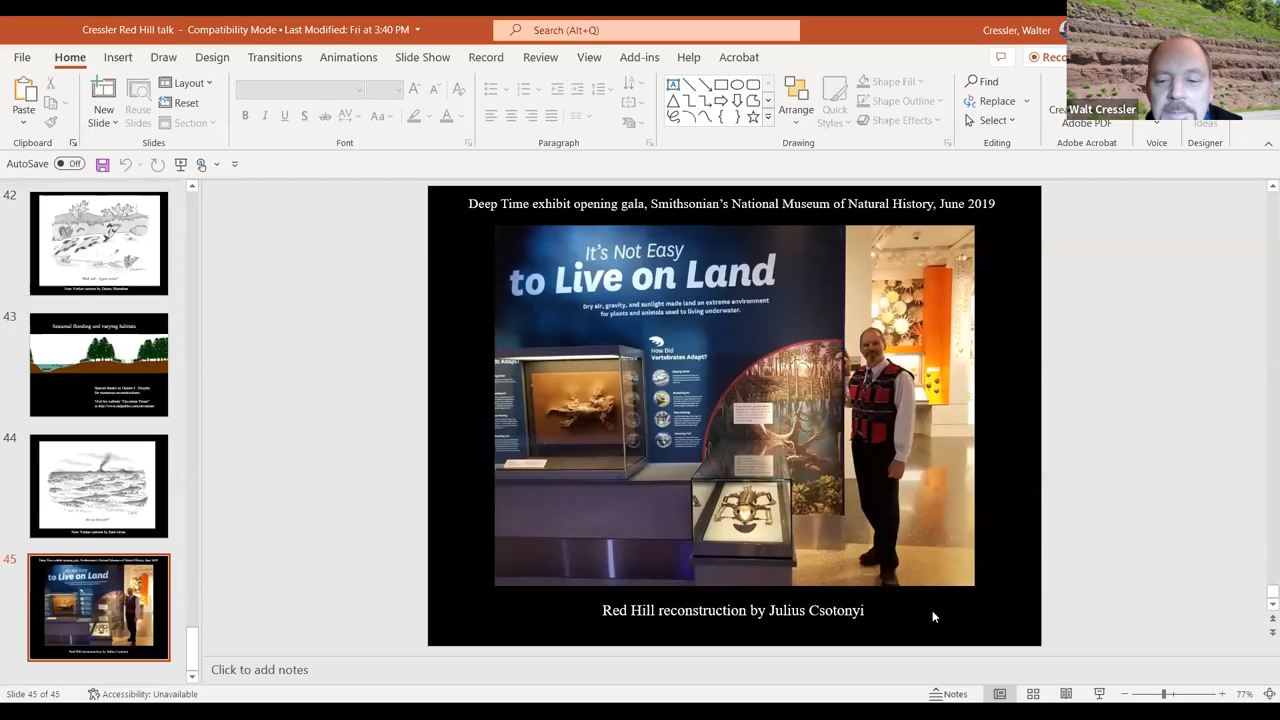 Cressler Red Hill talk - Compatibility Mode • Last Modified: Fri at 3:40 PM
Search (Alt+Q)
Cressler, Walter
File Home Insert Draw Design Transitions Animations Slide Show Record Review View Add-ins Help Acrobat
Walt Cressler
Paste
New
Slide
Reuse
Slides
Layout
Reset
Section
Arrange
Quick
Styles
Shape Fill
Shape Outline
Shape Effects
Find
Replace
Select
Adobe PDF
Ideas
Clipboard Slides Font Paragraph Drawing Editing Adobe Acrobat Voice Designer
AutoSave Off
42
43
Seasonal flooding and varying habitats
44
45
Deep Time exhibit opening gala, Smithsonian's National Museum of Natural History, June 2019
It's Not Easy
to Live on Land
Dry air, gravity, and sunlight made land an extreme environment
for plants and animals used to living underwater.
How Did
Vertebrates Adapt?
Red Hill reconstruction by Julius Csotonyi
Click to add notes
Slide 45 of 45 Accessibility: Unavailable Notes 77%